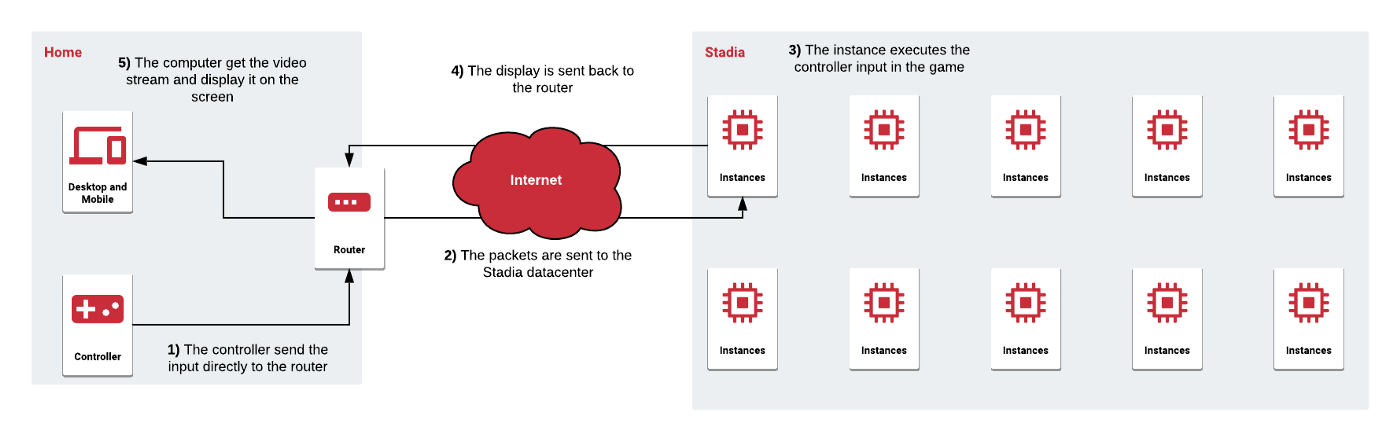 Home
5) The computer get the video
stream and display it on the
screen
Desktop and
Mobile
Controller
1) The controller send the
input directly to the router
Router
4) The display is sent back to
the router
Internet
2) The packets are sent to the
Stadia datacenter
Stadia
3) The instance executes the
controller input in the game
Instances
Instances
Instances
Instances
Instances
Instances
Instances
Instances
Instances
Instances